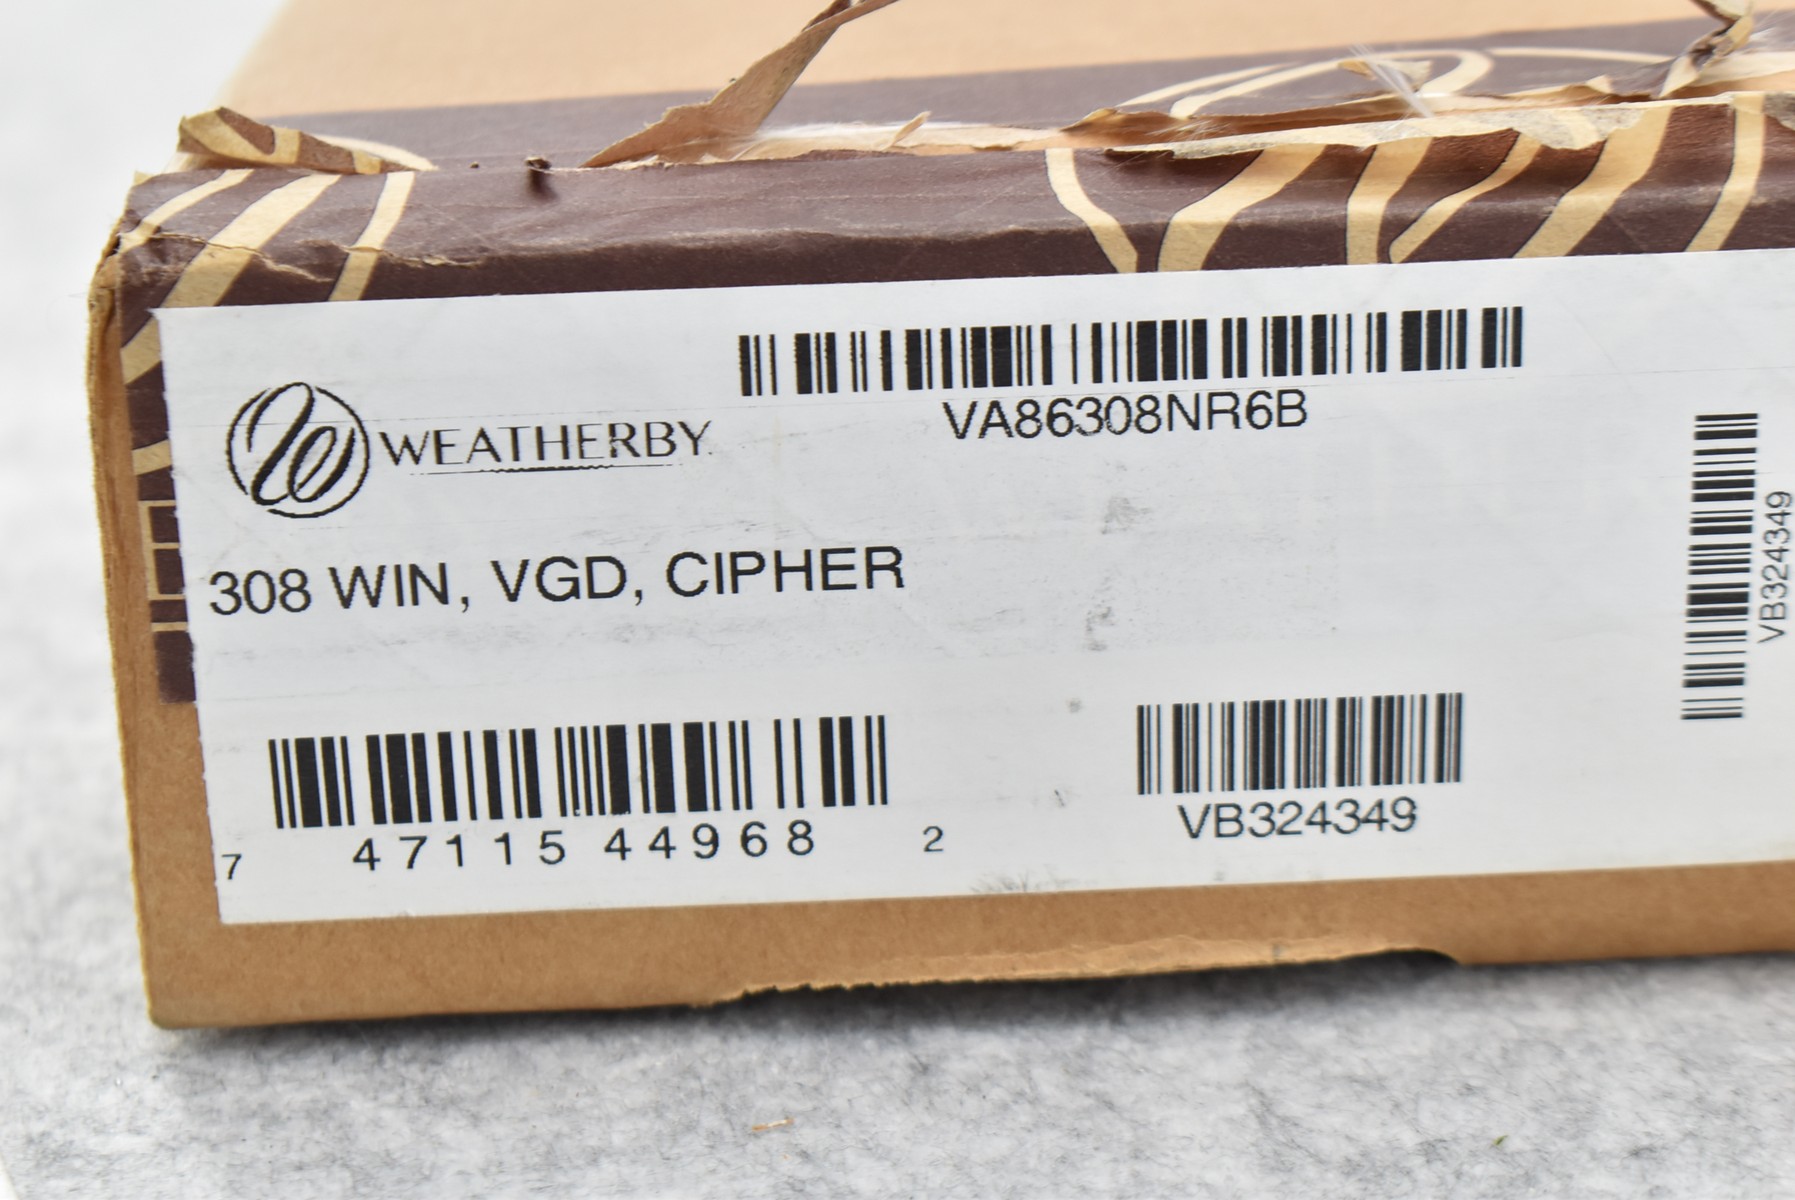 VA86308NR6B
WEATHERBY
308 WIN, VGD, CIPHER
7 47115 44968 2
VB324349
VB324349